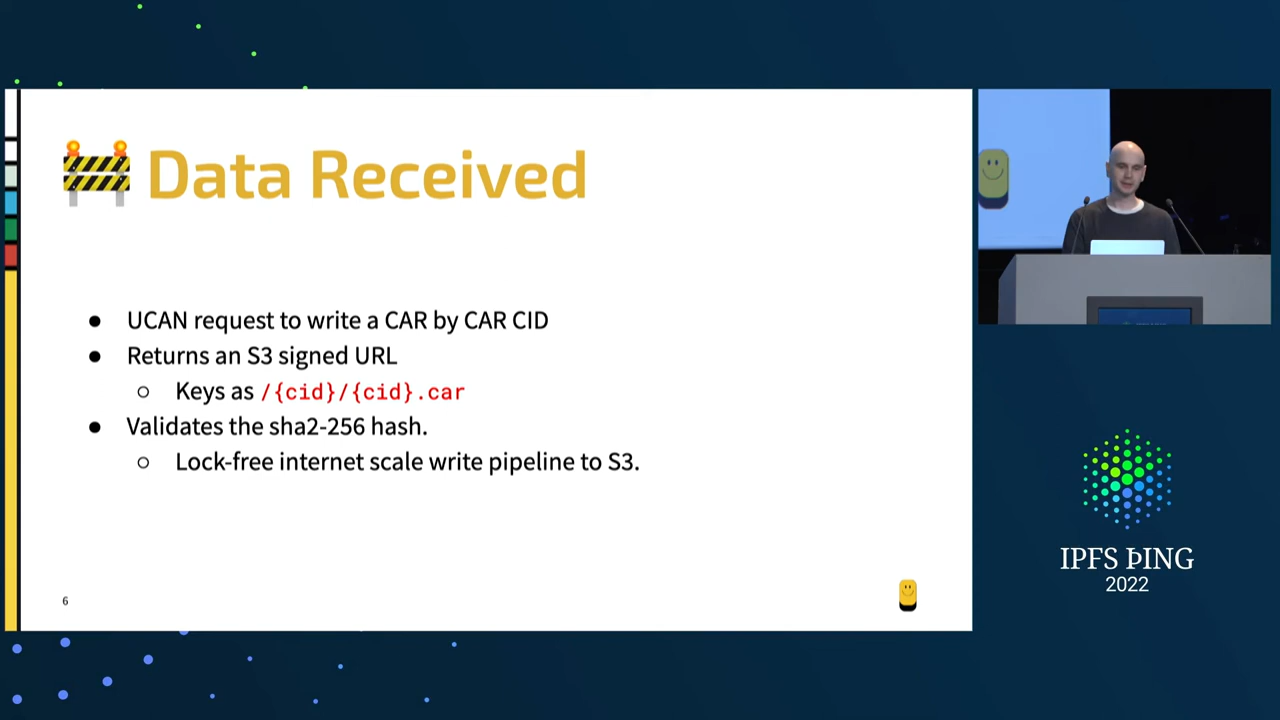 Data Received
● UCAN request to write a CAR by CAR CID
● Returns an S3 signed URL
○ Keys as /{cid}/{cid}.car
● Validates the sha2-256 hash.
○ Lock-free internet scale write pipeline to S3.
6
IPFS ÞING
2022